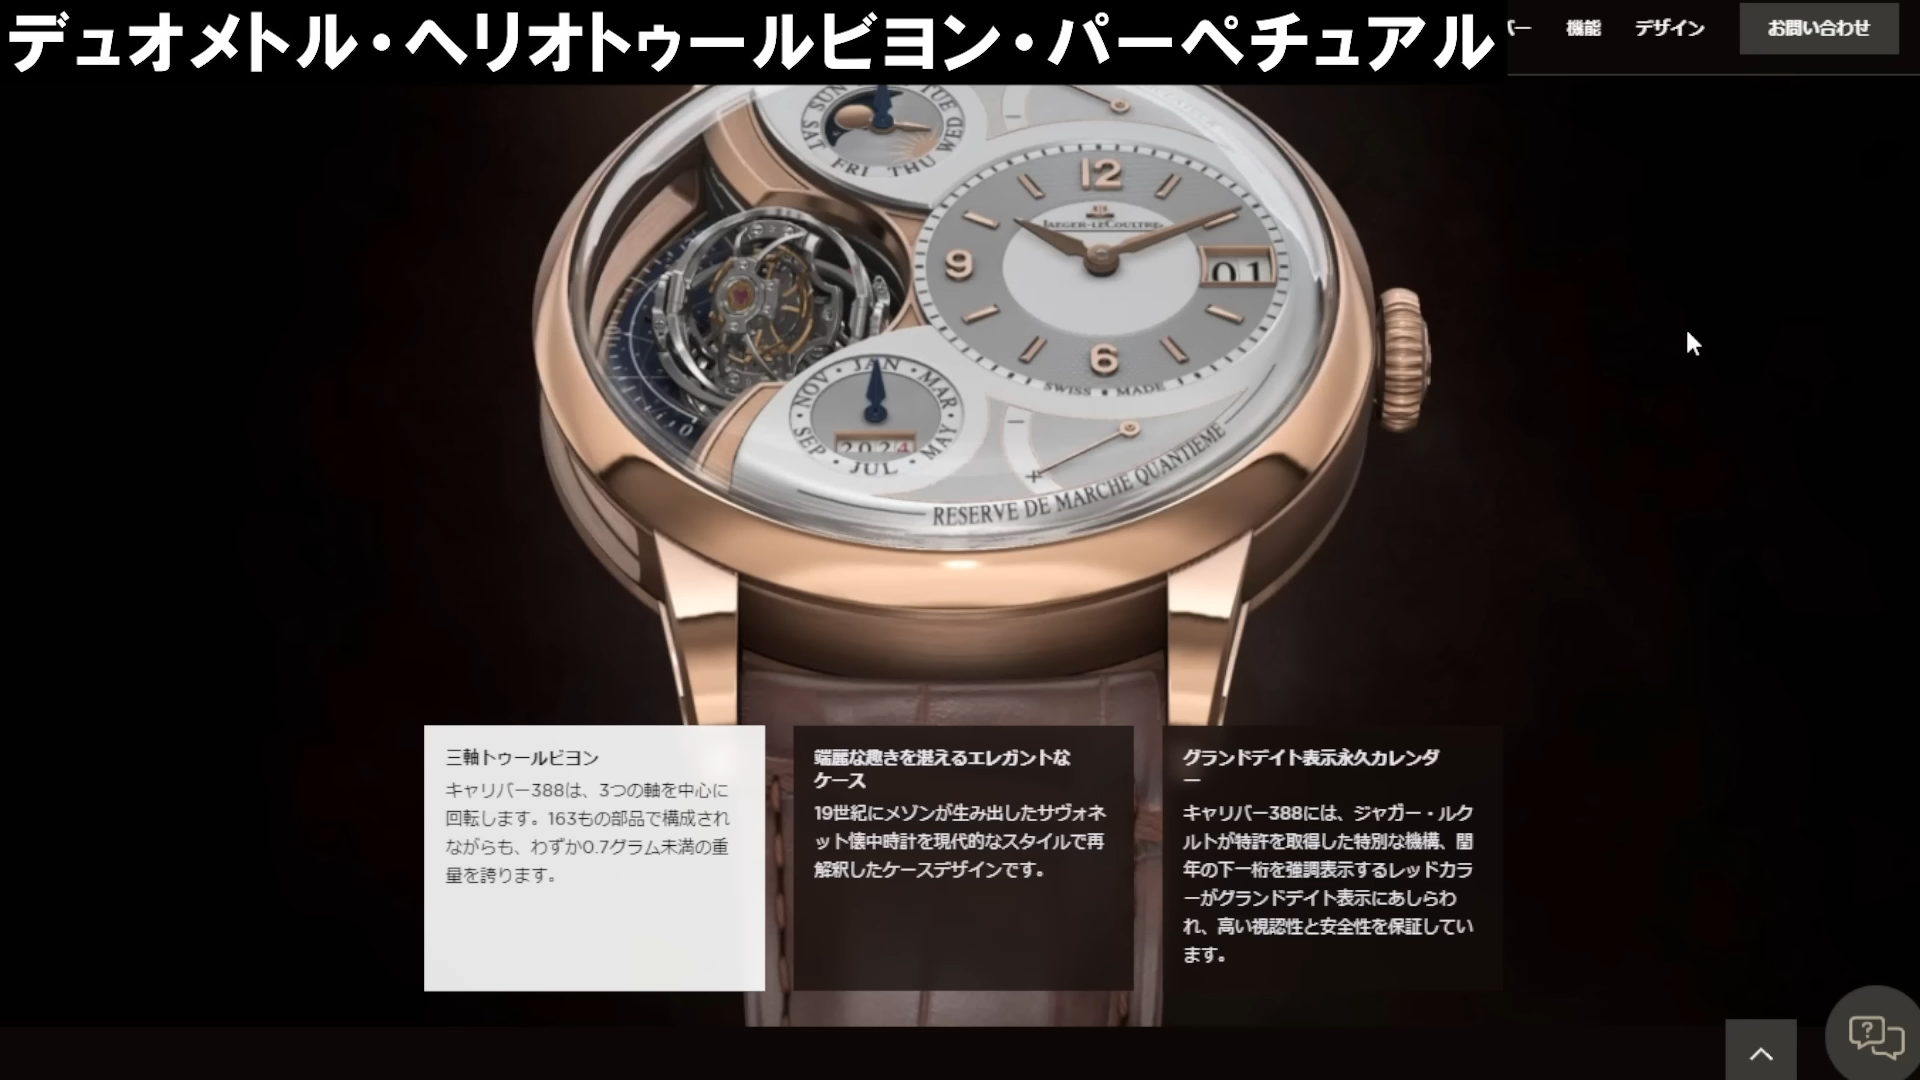 デュオメトル・ヘリオトゥールビヨン・パーペチュアル
バー 機能 デザイン お問い合わせ
SUN TUE WED THU FRI SAT
12
JAEGER-LECOULTRE
9
01
6
SWISS MADE
JAN MAR MAY JUL SEP NOV
2024
RESERVE DE MARCHE QUANTIEME
三軸トゥールビヨン
キャリバー388は、3つの軸を中心に
回転します。163もの部品で構成され
ながらも、わずか0.7グラム未満の重
量を誇ります。
端麗な趣きを湛えるエレガントな
ケース
19世紀にメゾンが生み出したサヴォネ
ット懐中時計を現代的なスタイルで再
解釈したケースデザインです。
グランドデイト表示永久カレンダ
ー
キャリバー388には、ジャガー・ルク
ルトが特許を取得した特別な機構、閏
年の下一桁を強調表示するレッドカラ
ーがグランドデイト表示にあしらわ
れ、高い視認性と安全性を保証してい
ます。